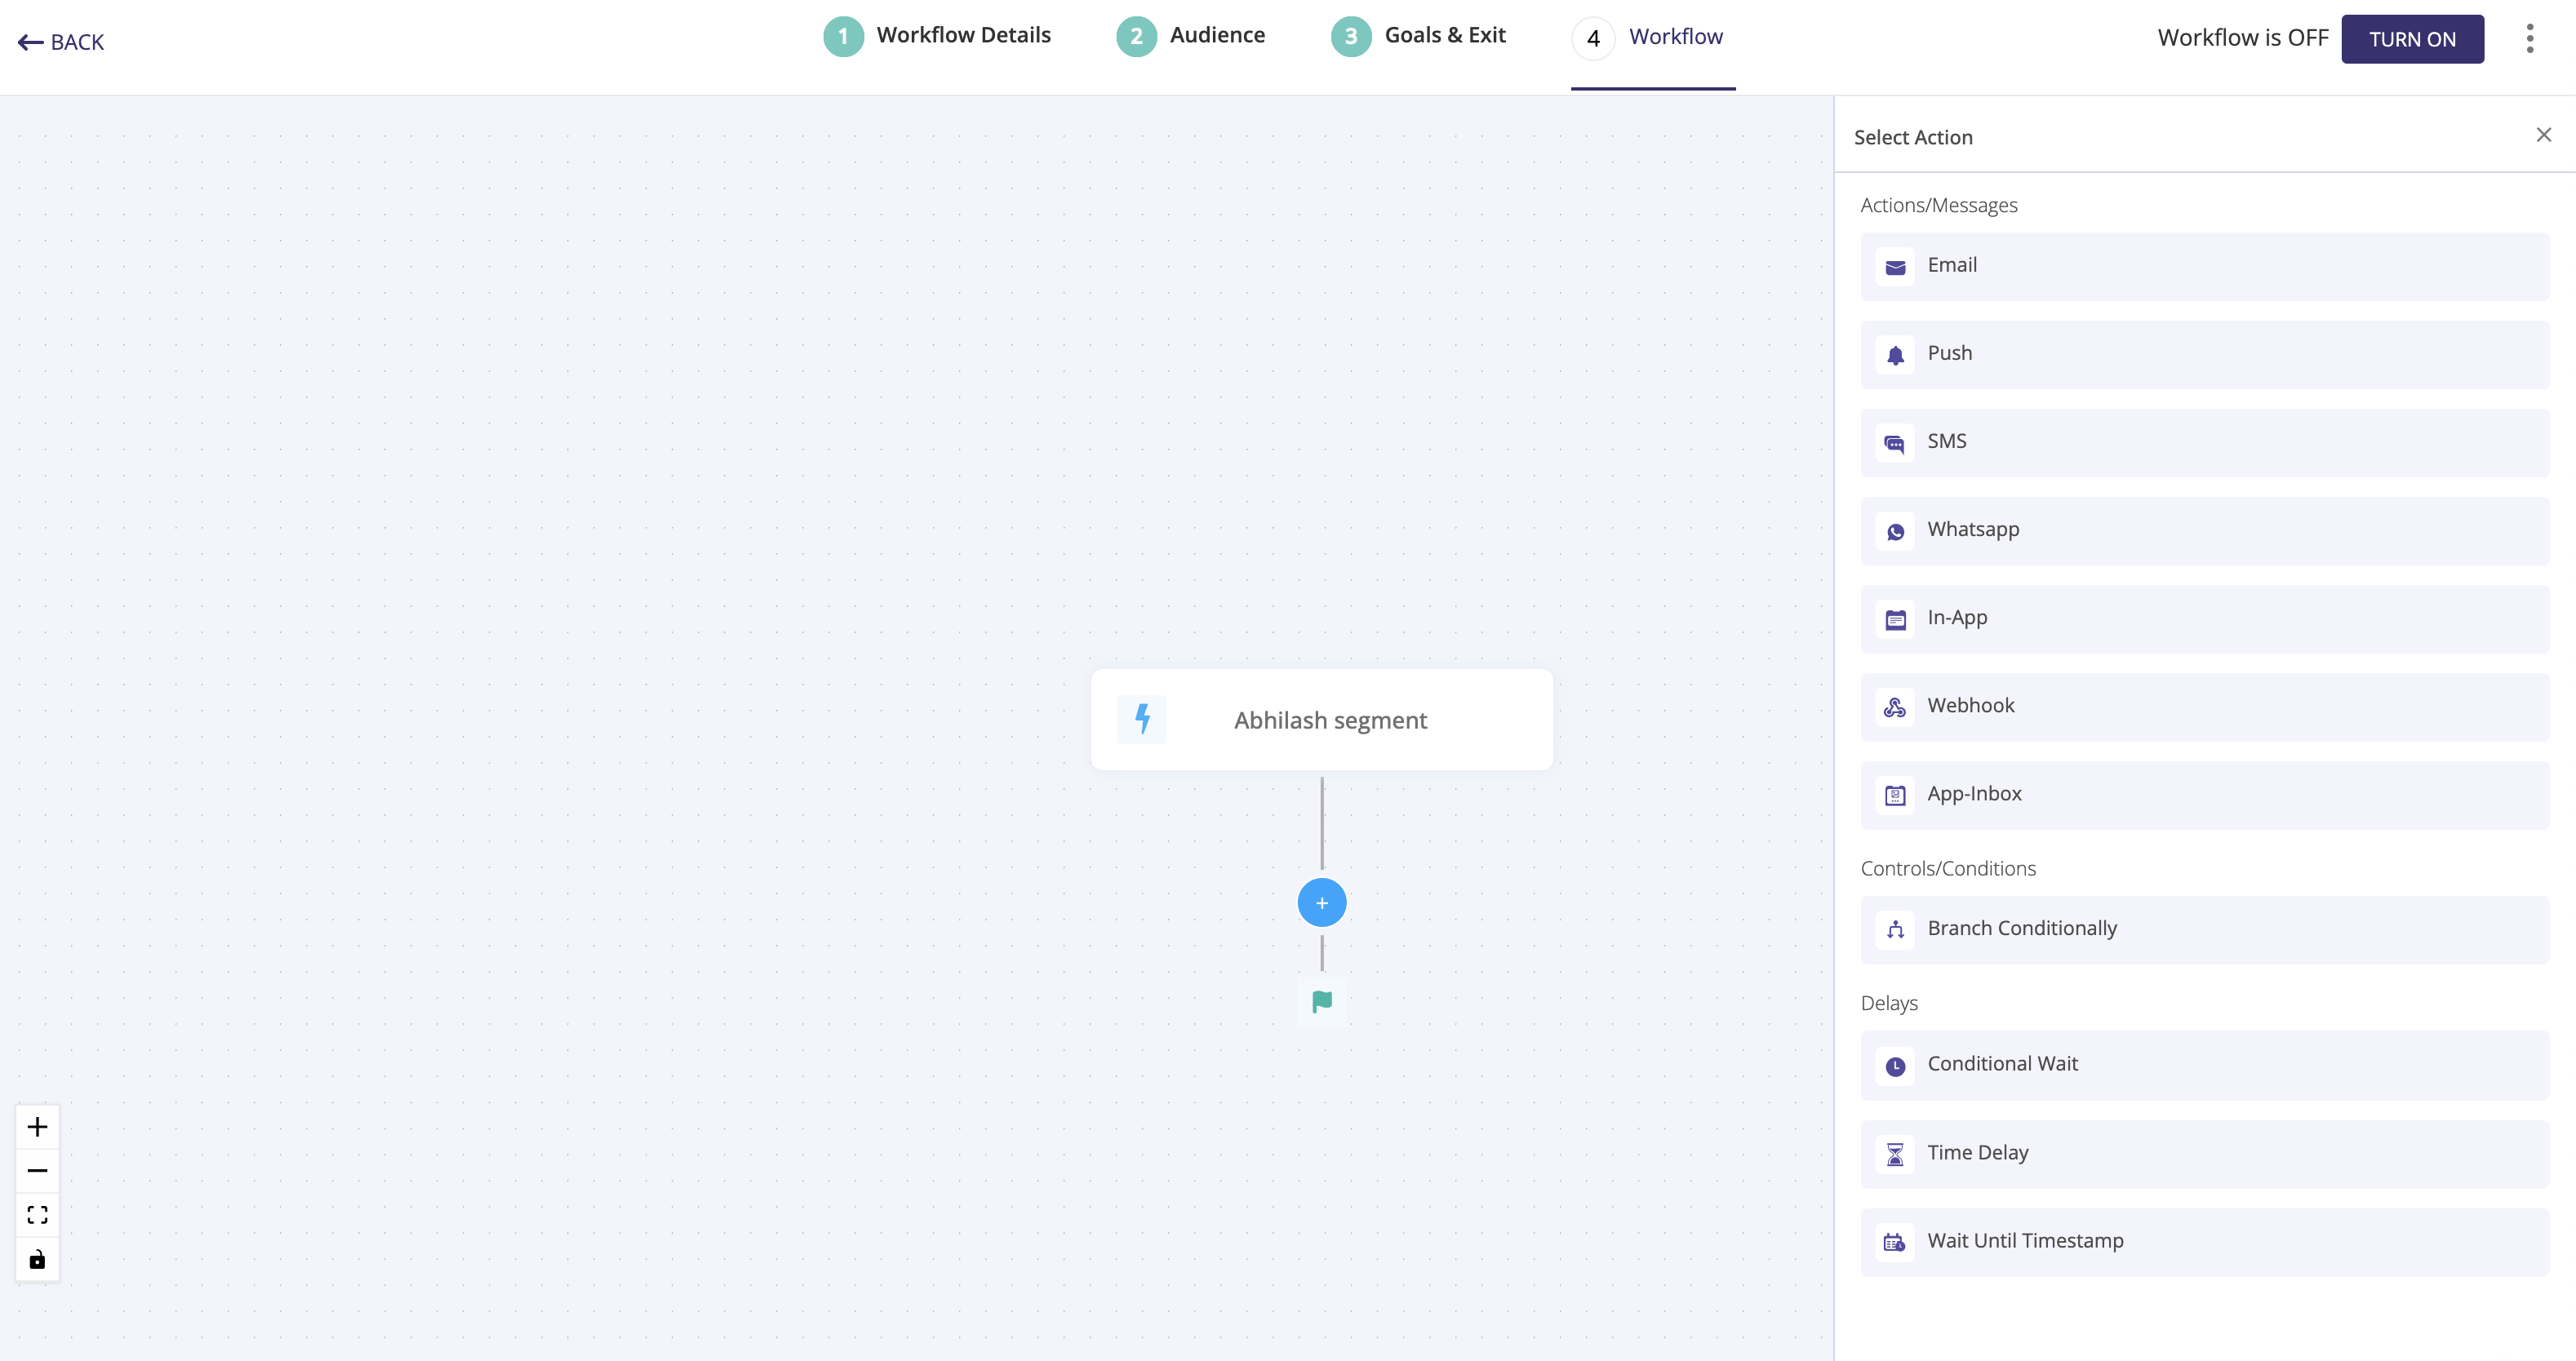 BACK
1 Workflow Details
2 Audience
3 Goals & Exit
4 Workflow
Workflow is OFF
TURN ON
Select Action
Actions/Messages
Email
Push
SMS
Whatsapp
In-App
Webhook
App-Inbox
Controls/Conditions
Branch Conditionally
Delays
Conditional Wait
Time Delay
Wait Until Timestamp
Abhilash segment